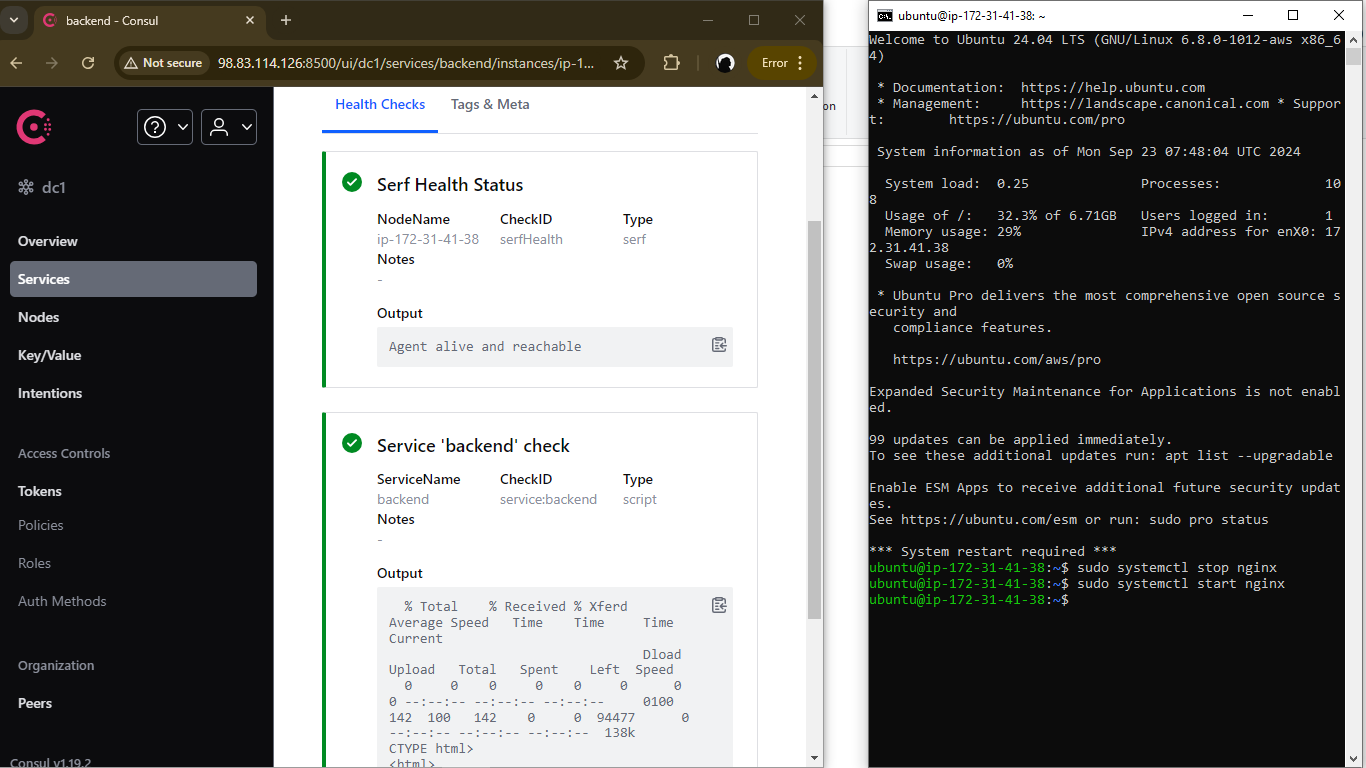 backend - Consul
Not secure
98.83.114.126:8500/ui/dc1/services/backend/instances/ip-1...
Error
dc1
Overview
Services
Nodes
Key/Value
Intentions
Access Controls
Tokens
Policies
Roles
Auth Methods
Organization
Peers
Consul v1.19.2
Health Checks
Tags & Meta
Serf Health Status
NodeName CheckID Type
ip-172-31-41-38 serfHealth serf
Notes
-
Output
Agent alive and reachable
Service 'backend' check
ServiceName CheckID Type
backend service:backend script
Notes
-
Output
% Total % Received % Xferd
Average Speed Time Time Time
Current
Dload
Upload Total Spent Left Speed
0 0 0 0 0 0 0
0 --:--:-- --:--:-- --:--:-- 0100
142 100 142 0 0 94477 0
--:--:-- --:--:-- --:--:-- 138k
CTYPE html>
<html>
on
ubuntu@ip-172-31-41-38: ~
Welcome to Ubuntu 24.04 LTS (GNU/Linux 6.8.0-1012-aws x86_6
4)
* Documentation: https://help.ubuntu.com
* Management: https://landscape.canonical.com * Suppor
t: https://ubuntu.com/pro
System information as of Mon Sep 23 07:48:04 UTC 2024
System load: 0.25 Processes: 10
8
Usage of /: 32.3% of 6.71GB Users logged in: 1
Memory usage: 29% IPv4 address for enX0: 17
2.31.41.38
Swap usage: 0%
* Ubuntu Pro delivers the most comprehensive open source s
ecurity and
compliance features.
https://ubuntu.com/aws/pro
Expanded Security Maintenance for Applications is not enabl
ed.
99 updates can be applied immediately.
To see these additional updates run: apt list --upgradable
Enable ESM Apps to receive additional future security updat
es.
See https://ubuntu.com/esm or run: sudo pro status
*** System restart required ***
ubuntu@ip-172-31-41-38:~$ sudo systemctl stop nginx
ubuntu@ip-172-31-41-38:~$ sudo systemctl start nginx
ubuntu@ip-172-31-41-38:~$